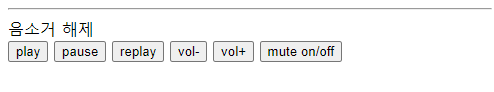 음소거 해제
play pause replay vol- vol+ mute on/off